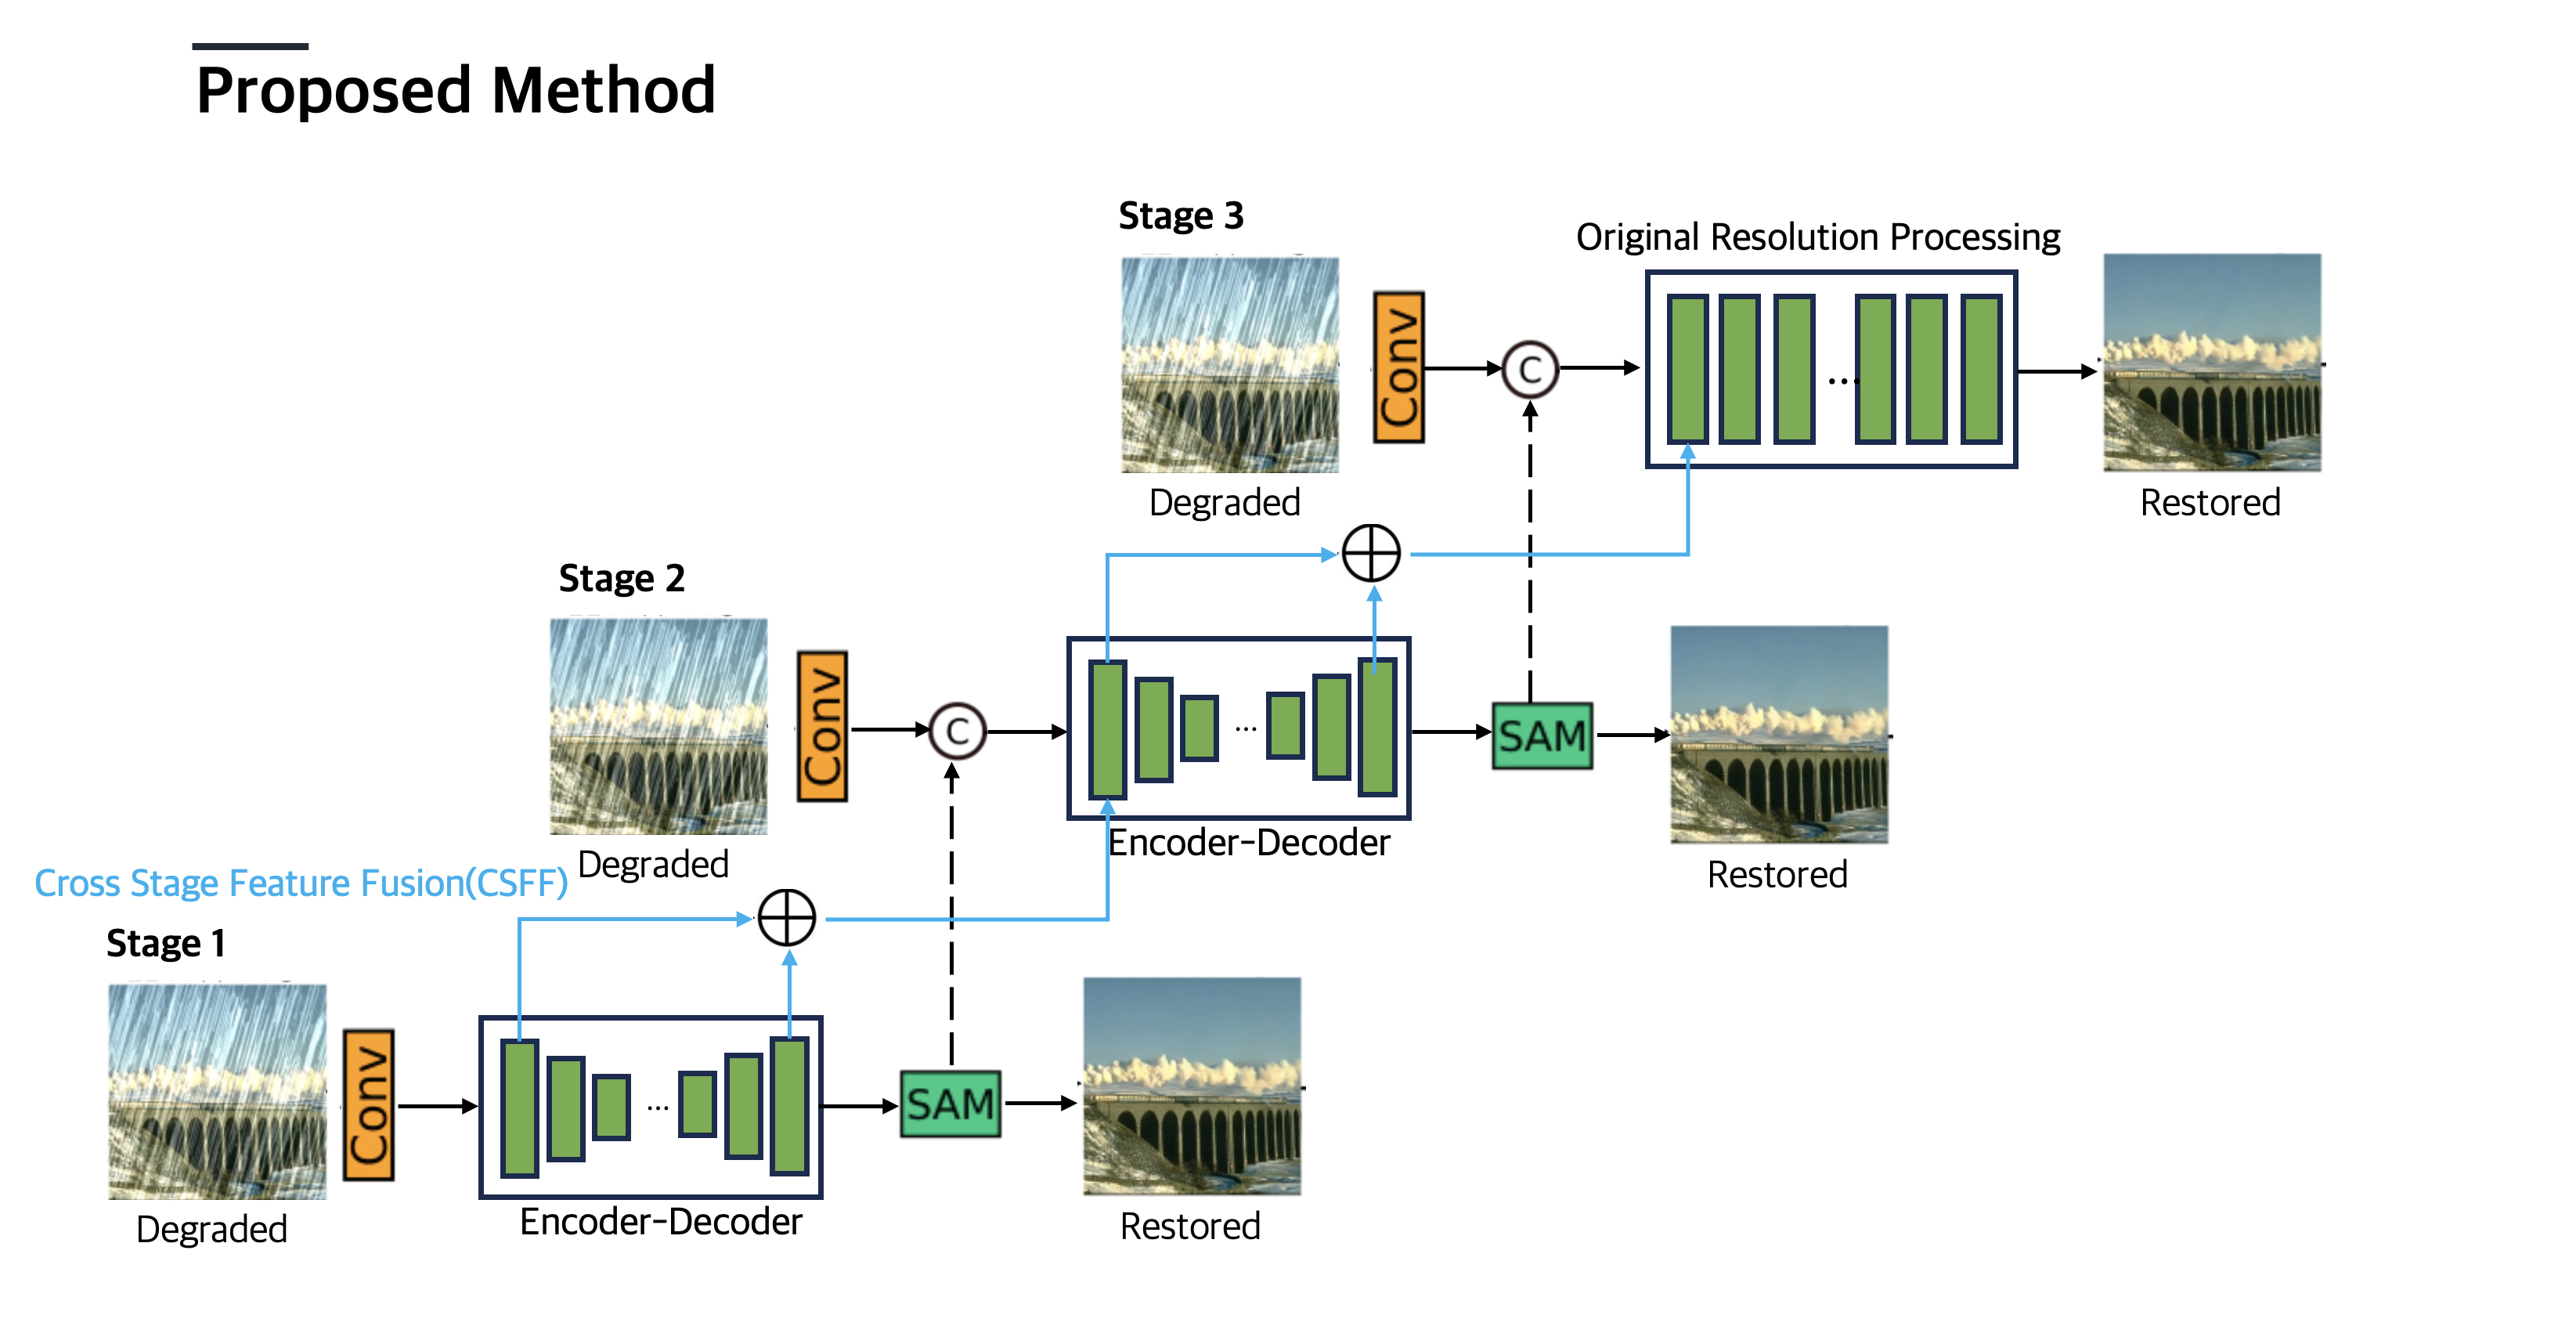 Proposed Method
Stage 3
Original Resolution Processing
Conv
C
...
Degraded
Restored
Stage 2
Conv
C
...
SAM
Encoder-Decoder
Degraded
Restored
Cross Stage Feature Fusion(CSFF)
Stage 1
Conv
...
SAM
Degraded
Encoder-Decoder
Restored